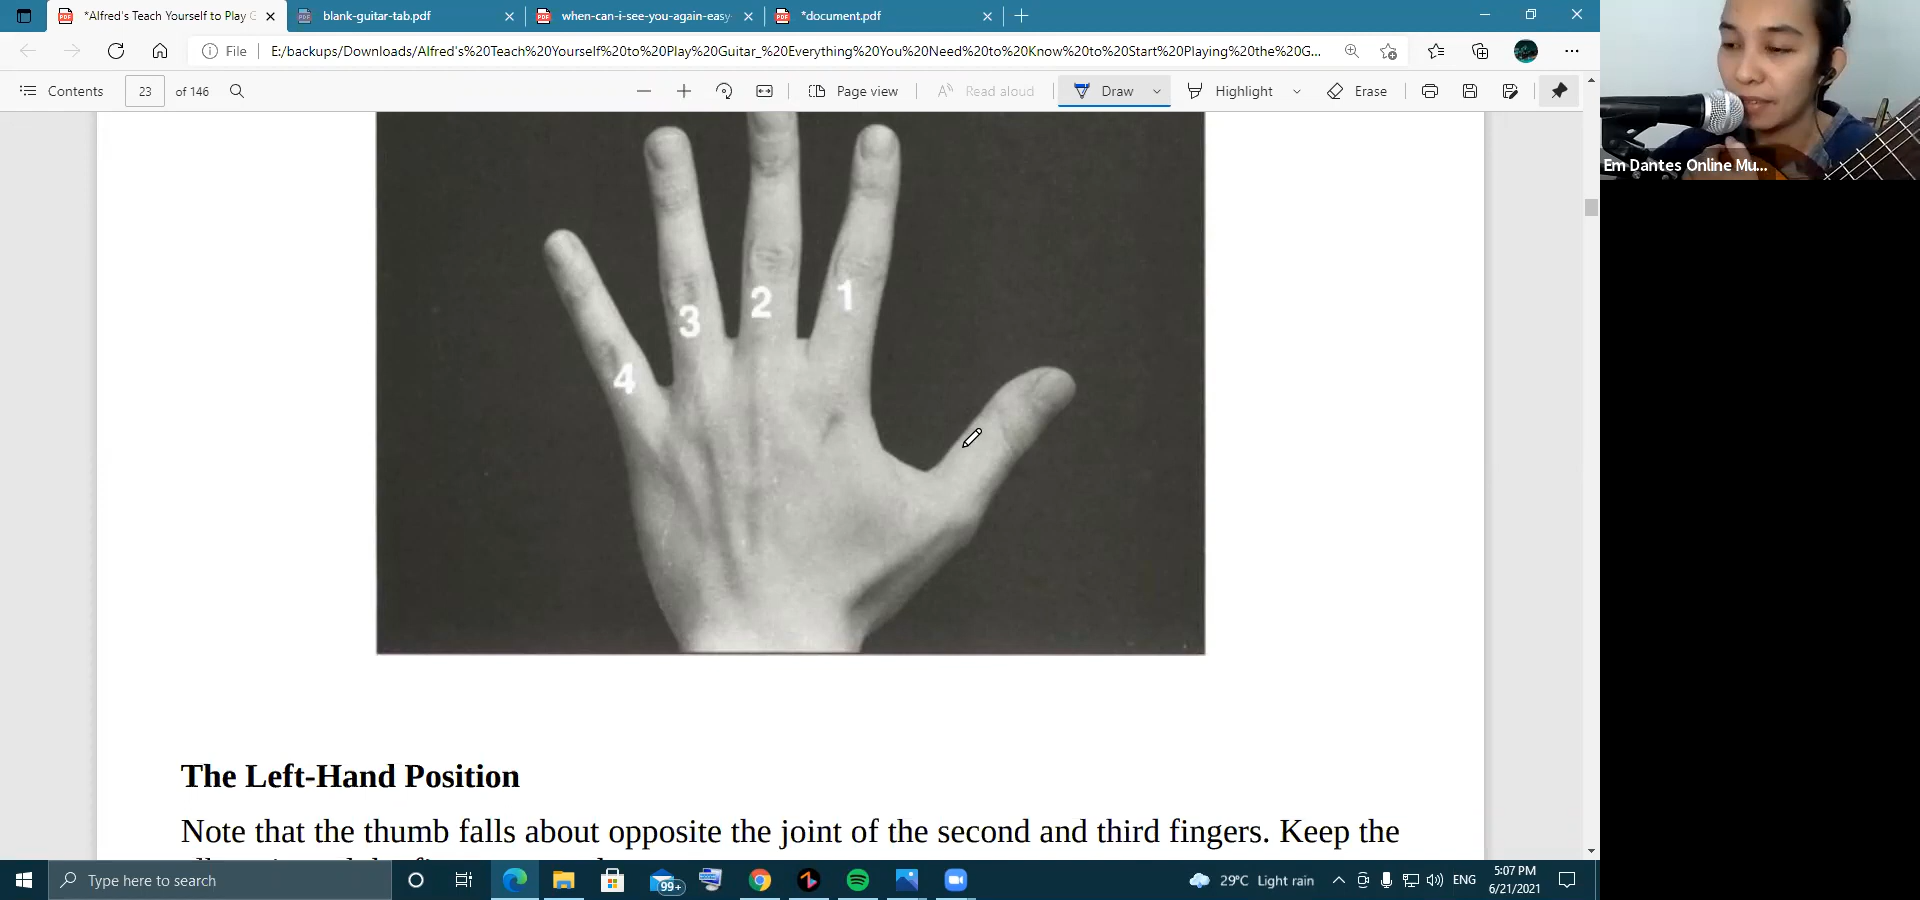 *Alfred's Teach Yourself to Play G
blank-guitar-tab.pdf
when-can-i-see-you-again-easy-
*document.pdf
File
E:/backups/Downloads/Alfred's%20Teach%20Yourself%20to%20Play%20Guitar_%20Everything%20You%20Need%20to%20Know%20to%20Start%20Playing%20the%20G...
Contents
23
of 146
Page view
Read aloud
Draw
Highlight
Erase
Em Dantes Online Mu...
1
2
3
4
The Left-Hand Position
Note that the thumb falls about opposite the joint of the second and third fingers. Keep the
Type here to search
99+
29°C Light rain
ENG
5:07 PM
6/21/2021